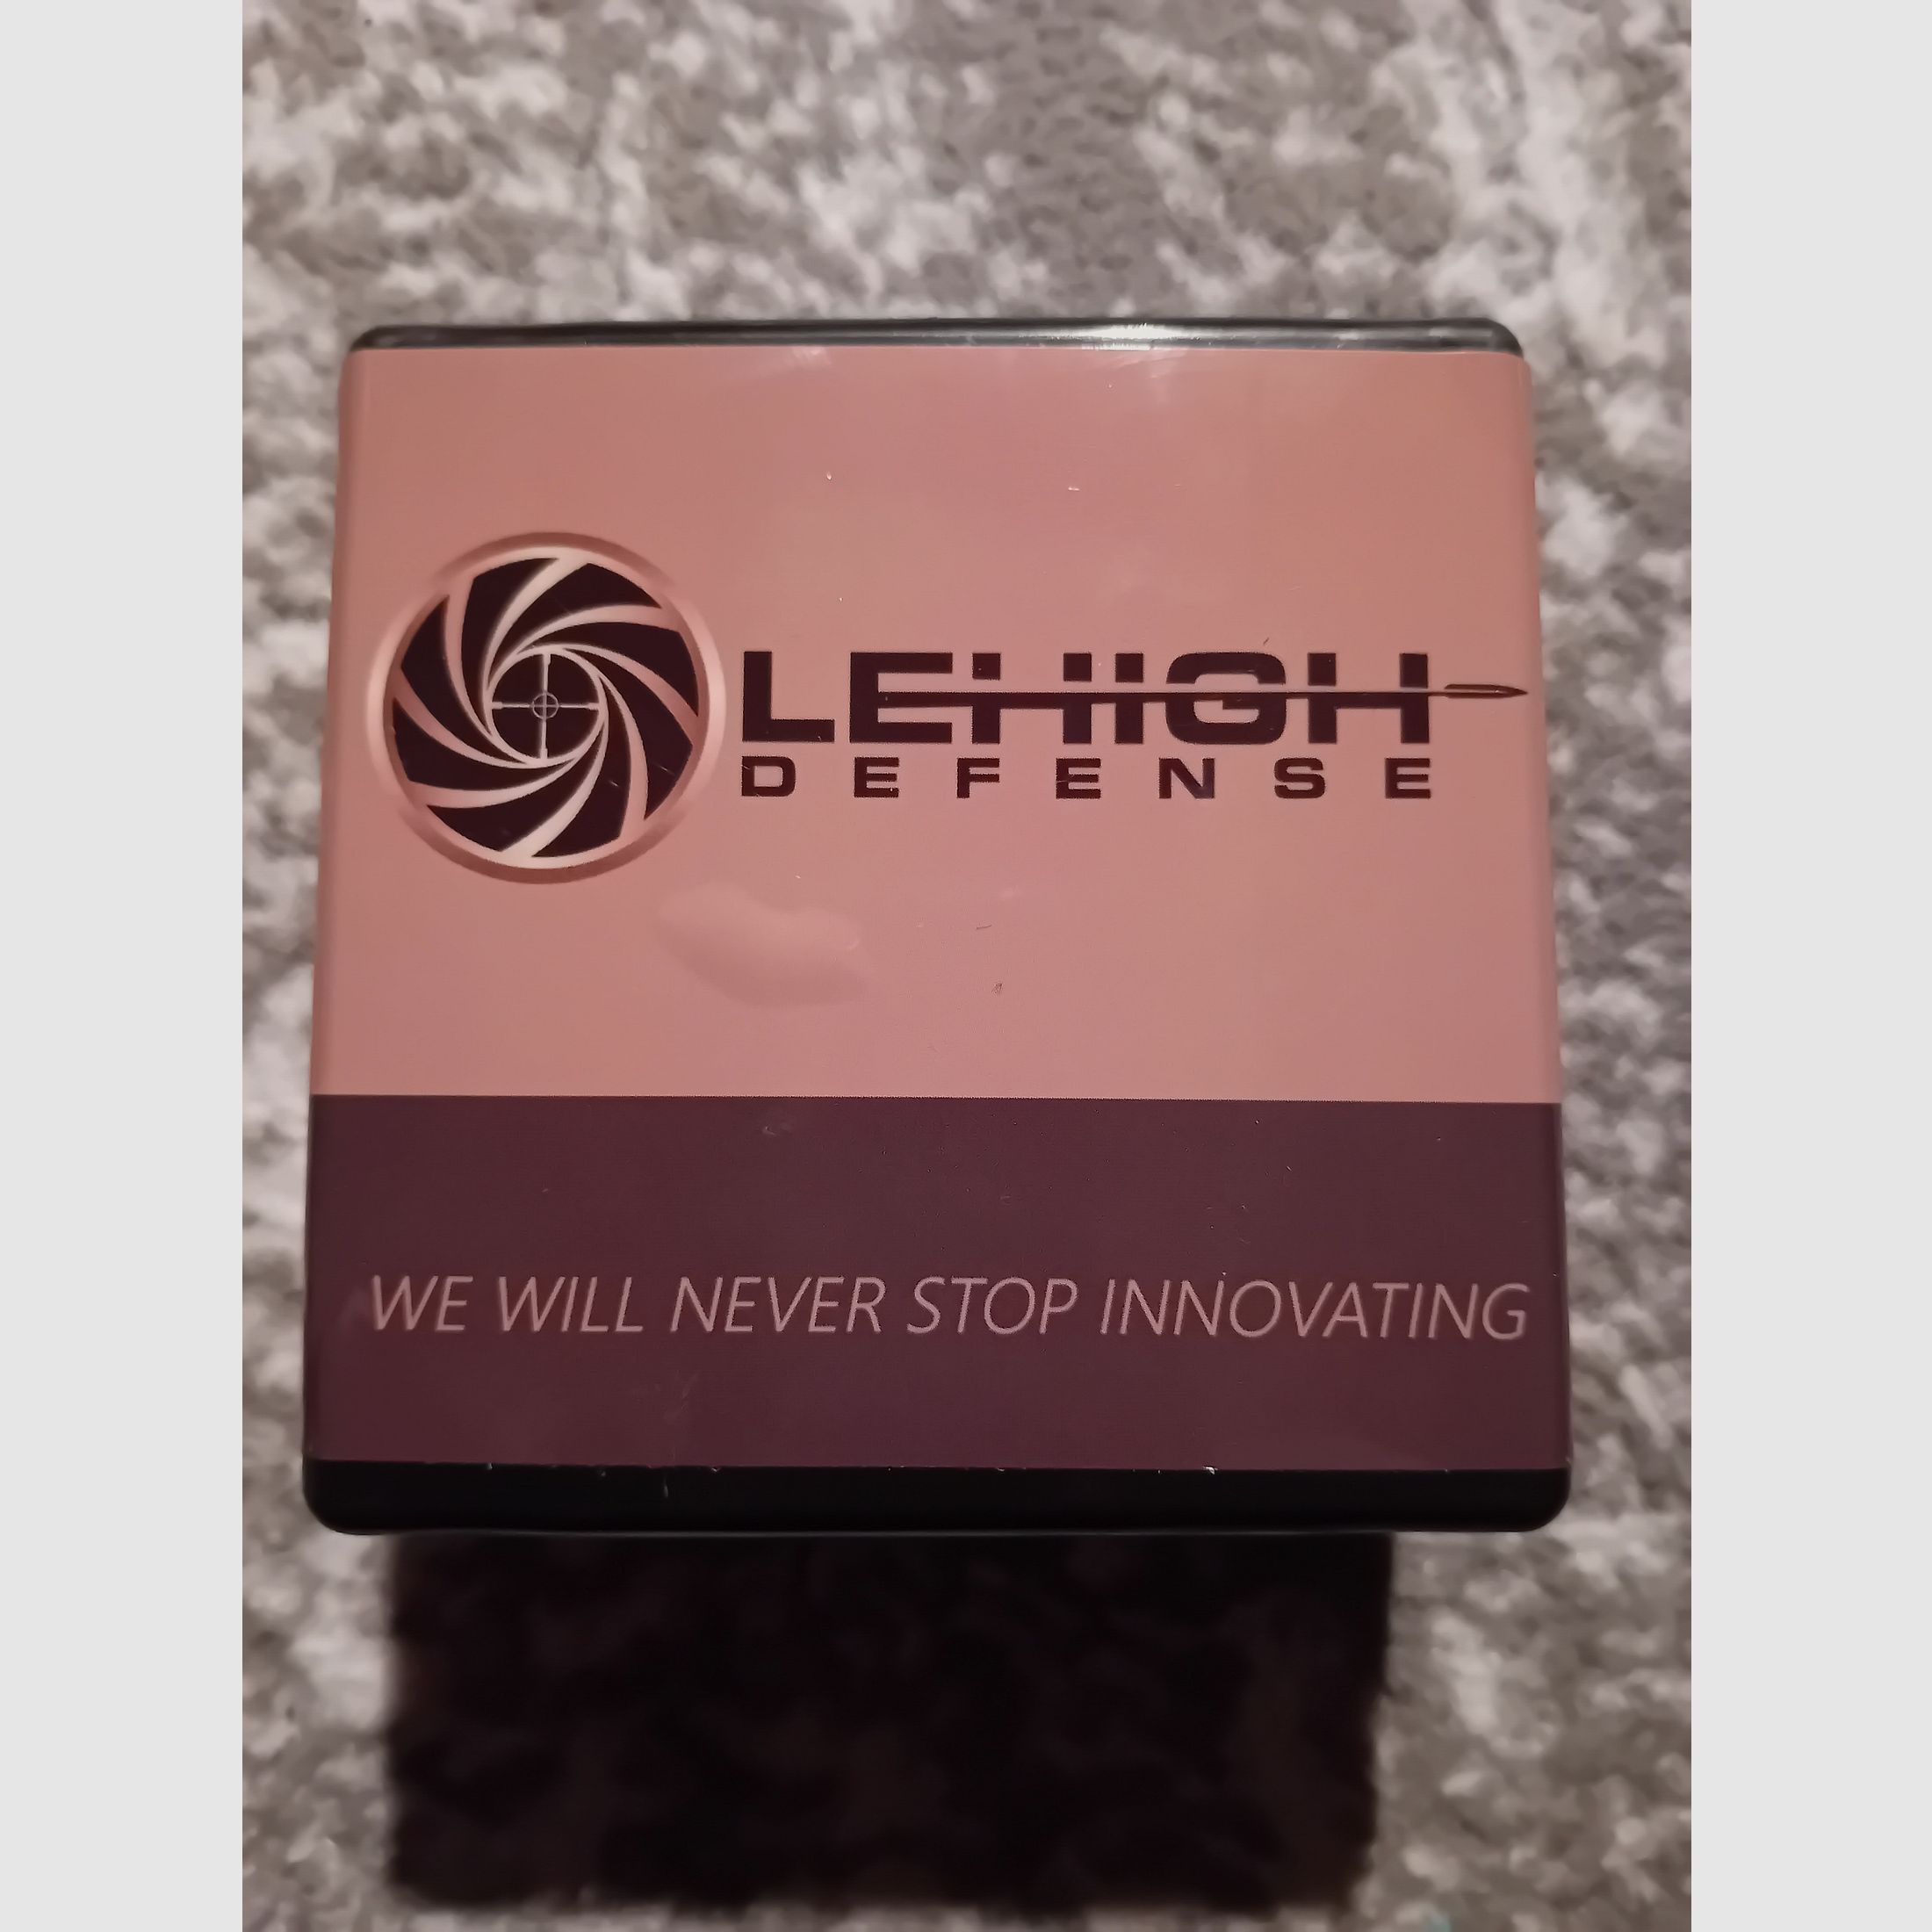 LEHIGH
DEFENSE
WE WILL NEVER STOP INNOVATING